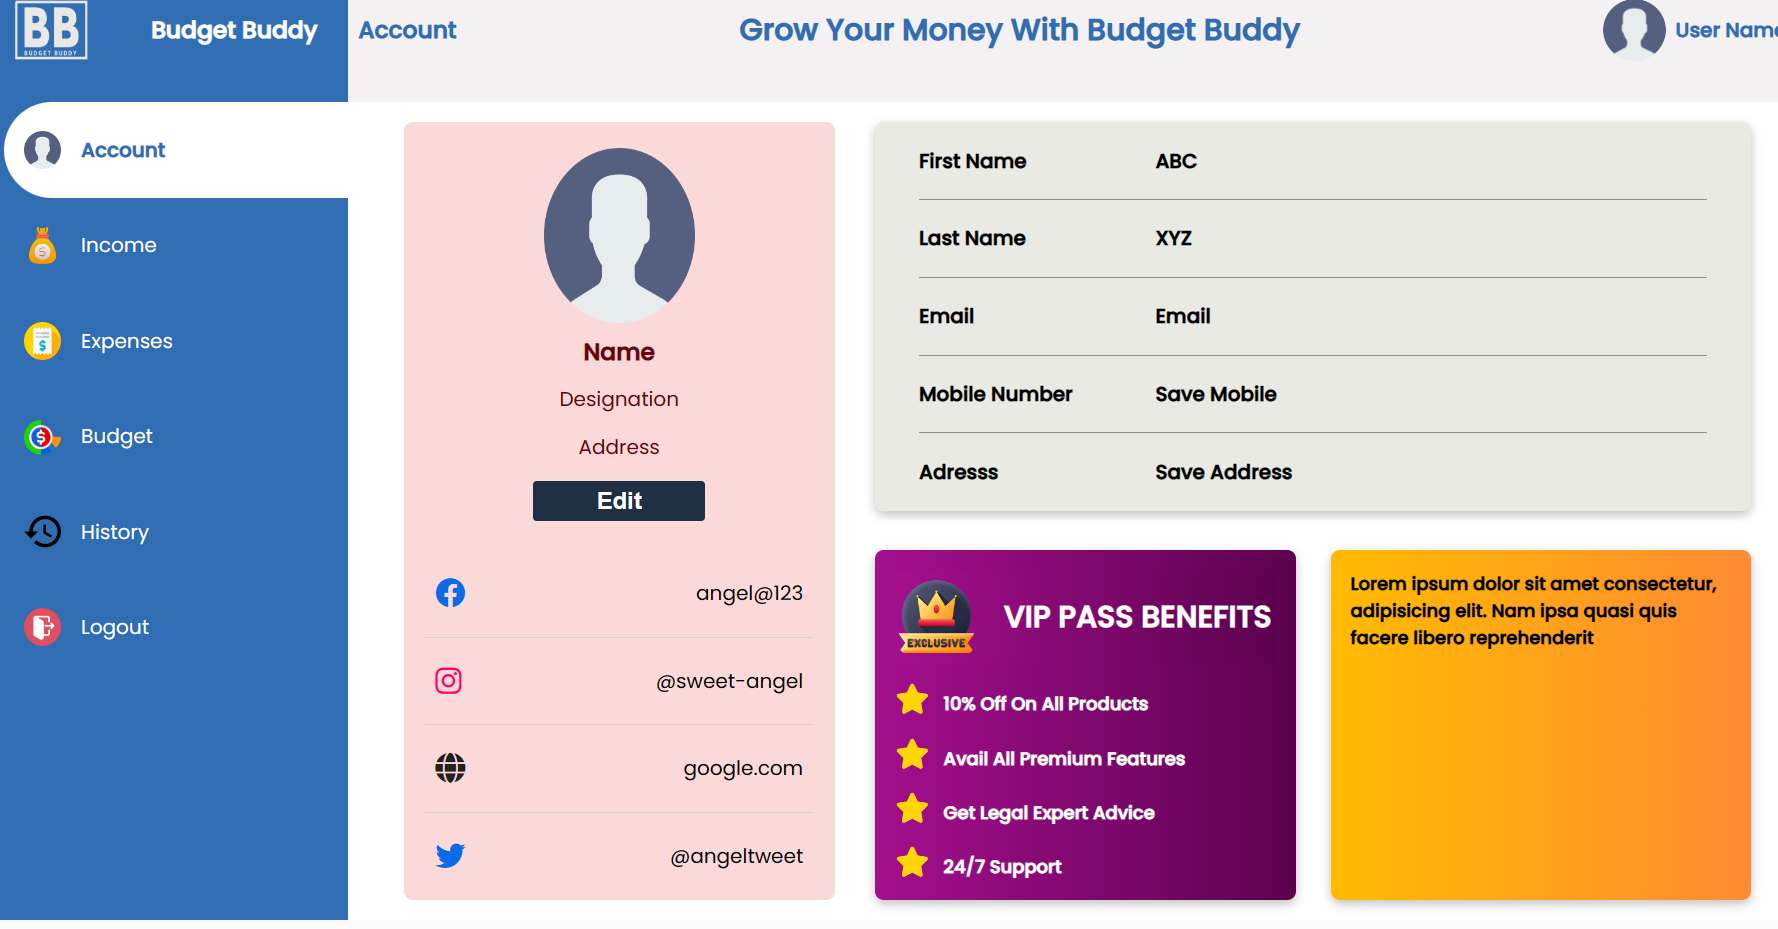 BB
BUDGET BUDDY
Budget Buddy
Account
Grow Your Money With Budget Buddy
User Name
Account
Income
Expenses
Budget
History
Logout
Name
Designation
Address
Edit
angel@123
@sweet-angel
google.com
@angeltweet
First Name ABC
Last Name XYZ
Email Email
Mobile Number Save Mobile
Adresss Save Address
EXCLUSIVE
VIP PASS BENEFITS
10% Off On All Products
Avail All Premium Features
Get Legal Expert Advice
24/7 Support
Lorem ipsum dolor sit amet consectetur,
adipisicing elit. Nam ipsa quasi quis
facere libero reprehenderit